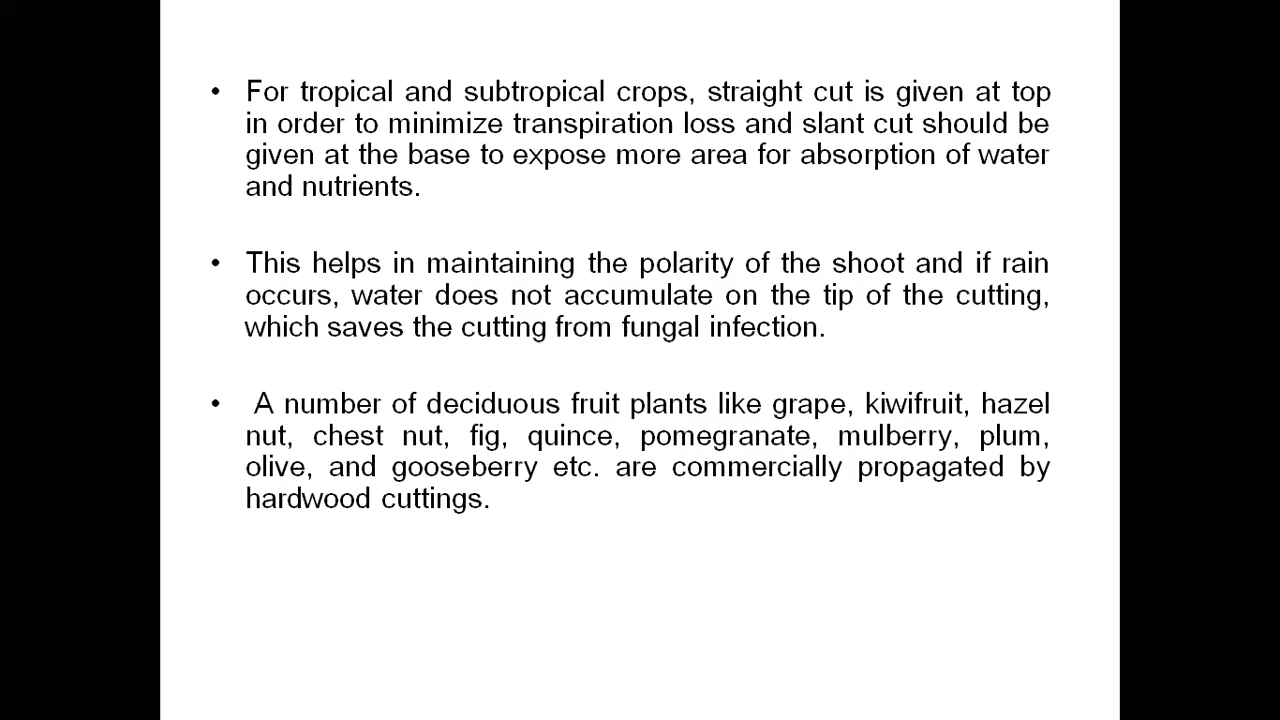 • For tropical and subtropical crops, straight cut is given at top
in order to minimize transpiration loss and slant cut should be
given at the base to expose more area for absorption of water
and nutrients.
• This helps in maintaining the polarity of the shoot and if rain
occurs, water does not accumulate on the tip of the cutting,
which saves the cutting from fungal infection.
• A number of deciduous fruit plants like grape, kiwifruit, hazel
nut, chest nut, fig, quince, pomegranate, mulberry, plum,
olive, and gooseberry etc. are commercially propagated by
hardwood cuttings.